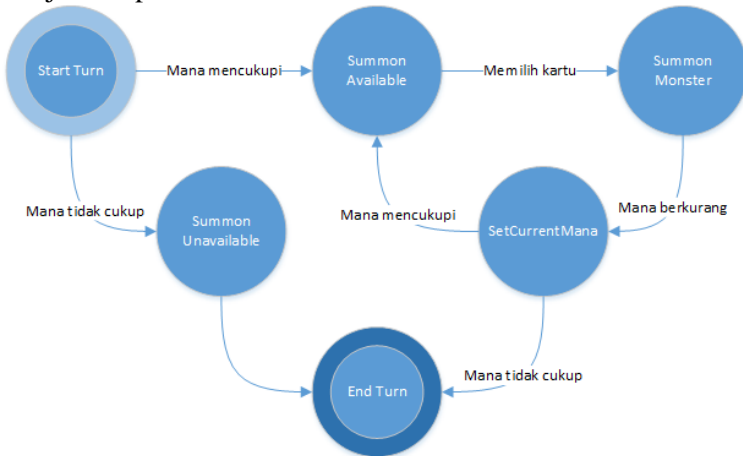 Start Turn
Mana mencukupi
Summon
Available
Memilih kartu
Summon
Monster
Mana tidak cukup
Summon
Unavailable
Mana mencukupi
SetCurrentMana
Mana berkurang
End Turn
Mana tidak cukup